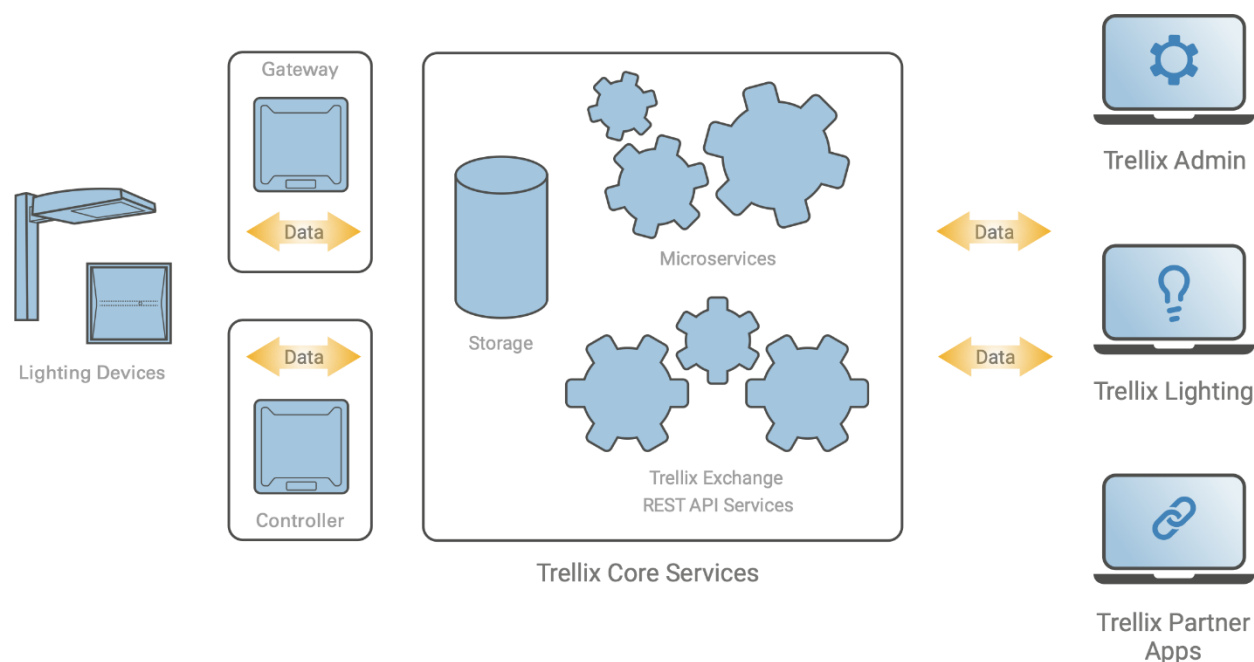 Gateway
Data
Lighting Devices
Data
Controller
Storage
Microservices
Trellix Exchange
REST API Services
Trellix Core Services
Data
Data
Trellix Admin
Trellix Lighting
Trellix Partner
Apps